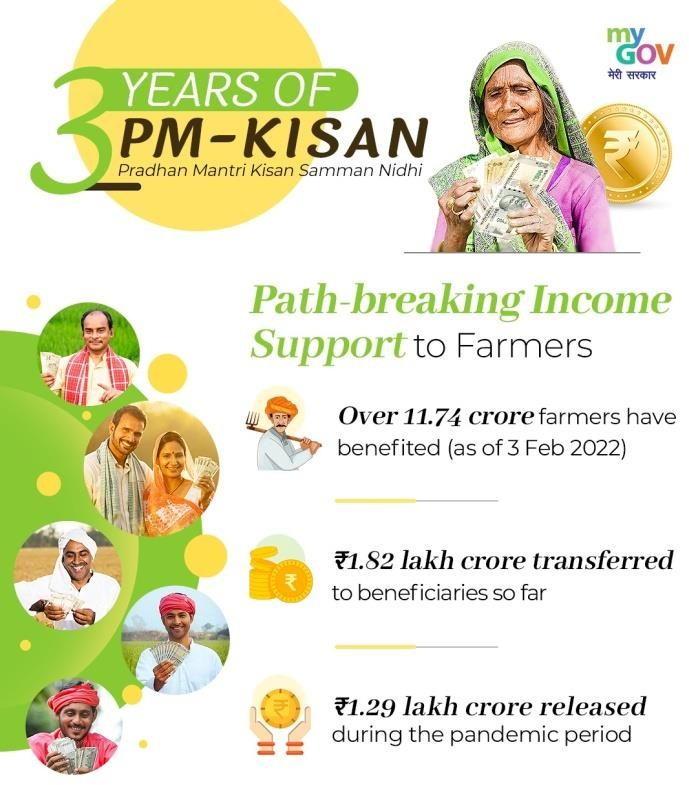 my
GOV
मेरी सरकार
3 YEARS OF
PM-KISAN
Pradhan Mantri Kisan Samman Nidhi
₹
Path-breaking Income
Support to Farmers
Over 11.74 crore farmers have
benefited (as of 3 Feb 2022)
₹
₹1.82 lakh crore transferred
to beneficiaries so far
₹
₹1.29 lakh crore released
during the pandemic period